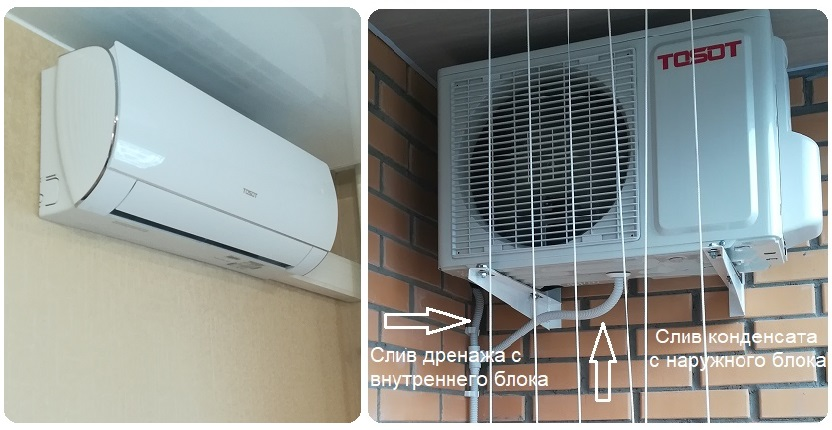 TOSOT
TOSOT
Слив дренажа с
внутреннего блока
Слив конденсата
с наружного блока